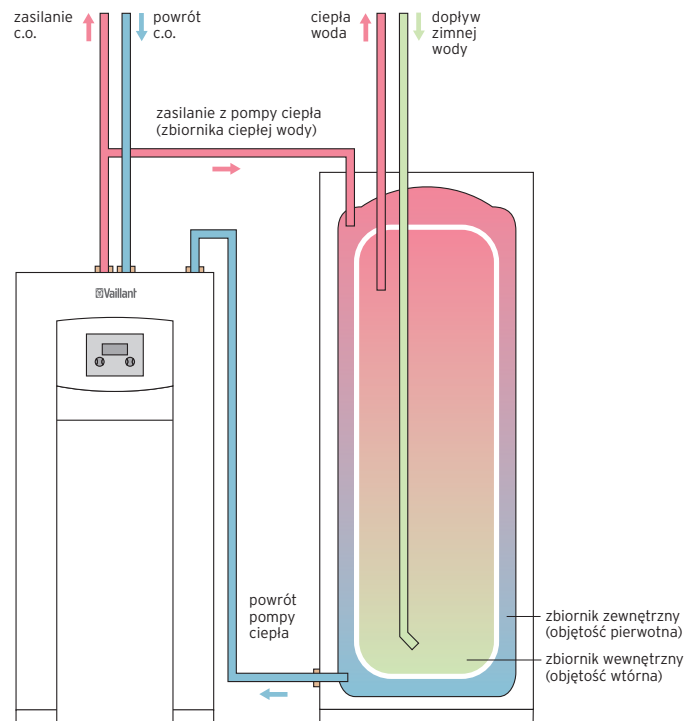 zasilanie
c.o.
powrót
c.o.
ciepła
woda
dopływ
zimnej
wody
zasilanie z pompy ciepła
(zbiornika ciepłej wody)
Vaillant
powrót
pompy
ciepła
zbiornik zewnętrzny
(objętość pierwotna)
zbiornik wewnętrzny
(objętość wtórna)